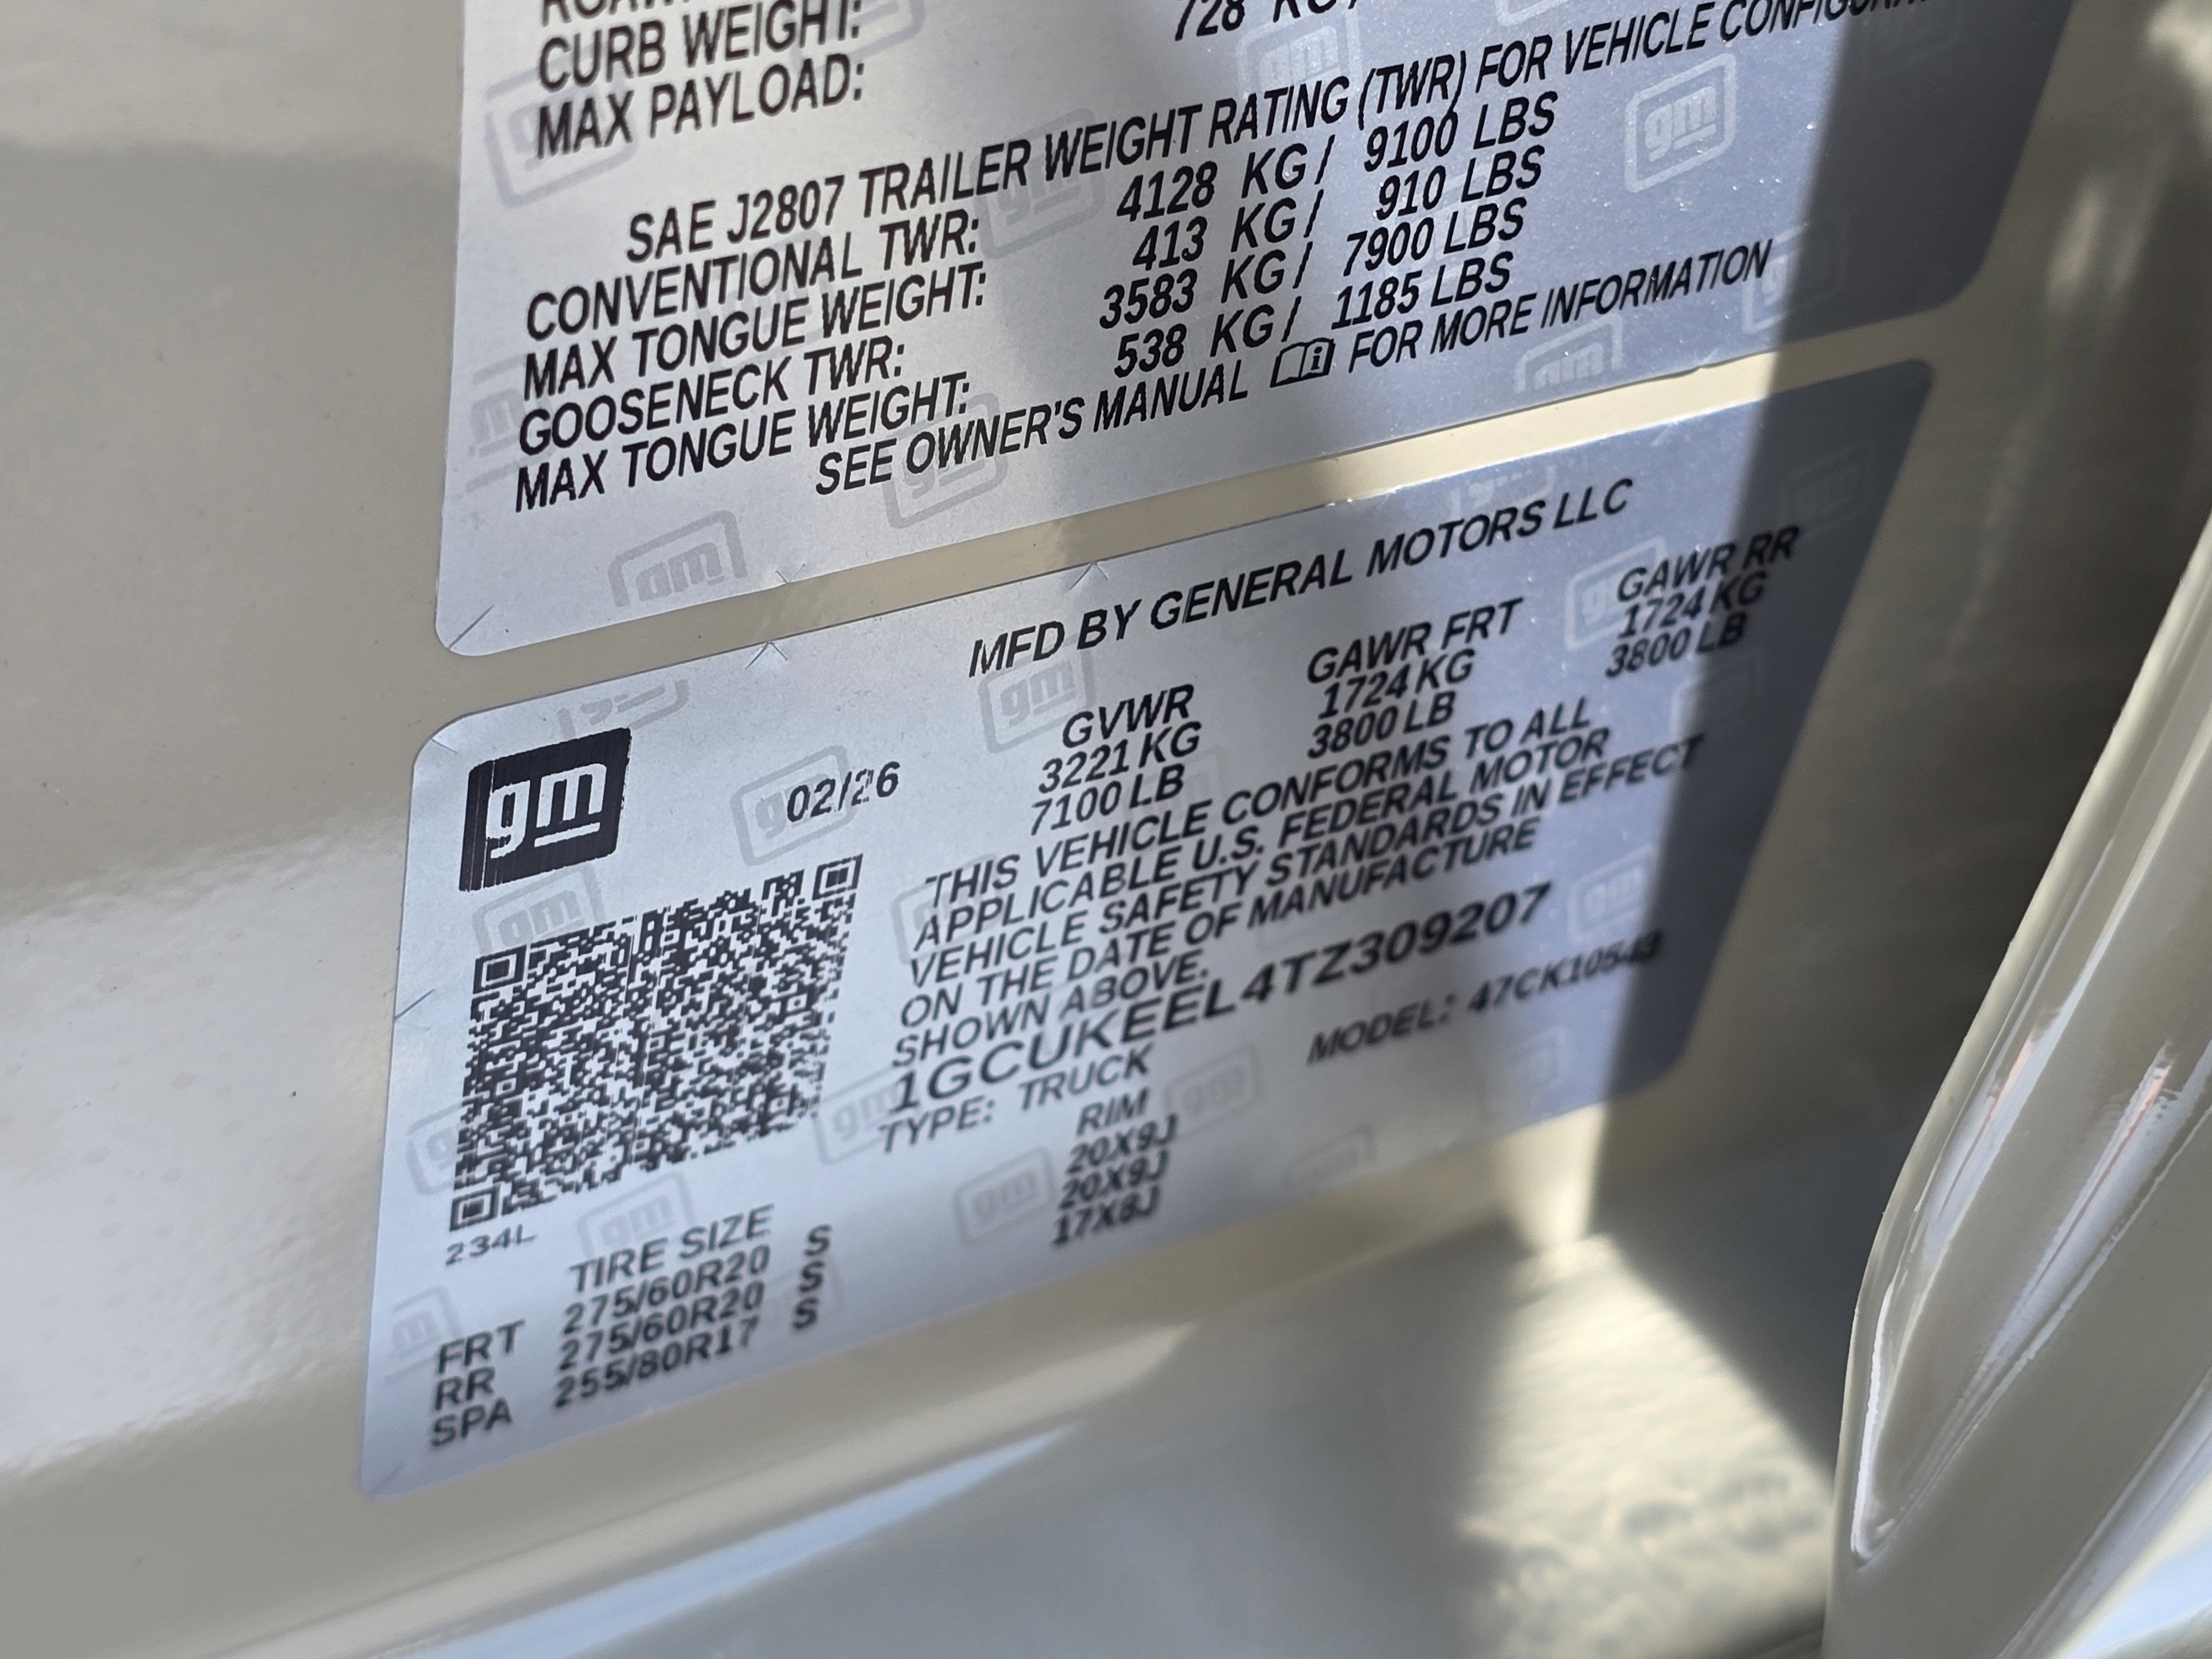 CURB WEIGHT:
MAX PAYLOAD: 728 KG/
SAE J2807 TRAILER WEIGHT RATING (TWR) FOR VEHICLE
CONVENTIONAL TWR: 4128 KG/ 9100 LBS
MAX TONGUE WEIGHT: 413 KG/ 910 LBS
GOOSENECK TWR: 3583 KG/ 7900 LBS
MAX TONGUE WEIGHT: 538 KG/ 1185 LBS
SEE OWNER'S MANUAL FOR MORE INFORMATION
MFD BY GENERAL MOTORS LLC
gm 02/26 GVWR GAWR FRT GAWR RR
3221 KG 1724 KG 1724 KG
7100 LB 3800 LB 3800 LB
THIS VEHICLE CONFORMS TO ALL
APPLICABLE U.S. FEDERAL MOTOR
VEHICLE SAFETY STANDARDS IN EFFECT
ON THE DATE OF MANUFACTURE
SHOWN ABOVE.
1GCUKEEL4TZ309207
TYPE: TRUCK MODEL: 47CK10543
234L
TIRE SIZE RIM
FRT 275/60R20 S 20X9J
RR 275/60R20 S 20X9J
SPA 255/80R17 S 17X8J